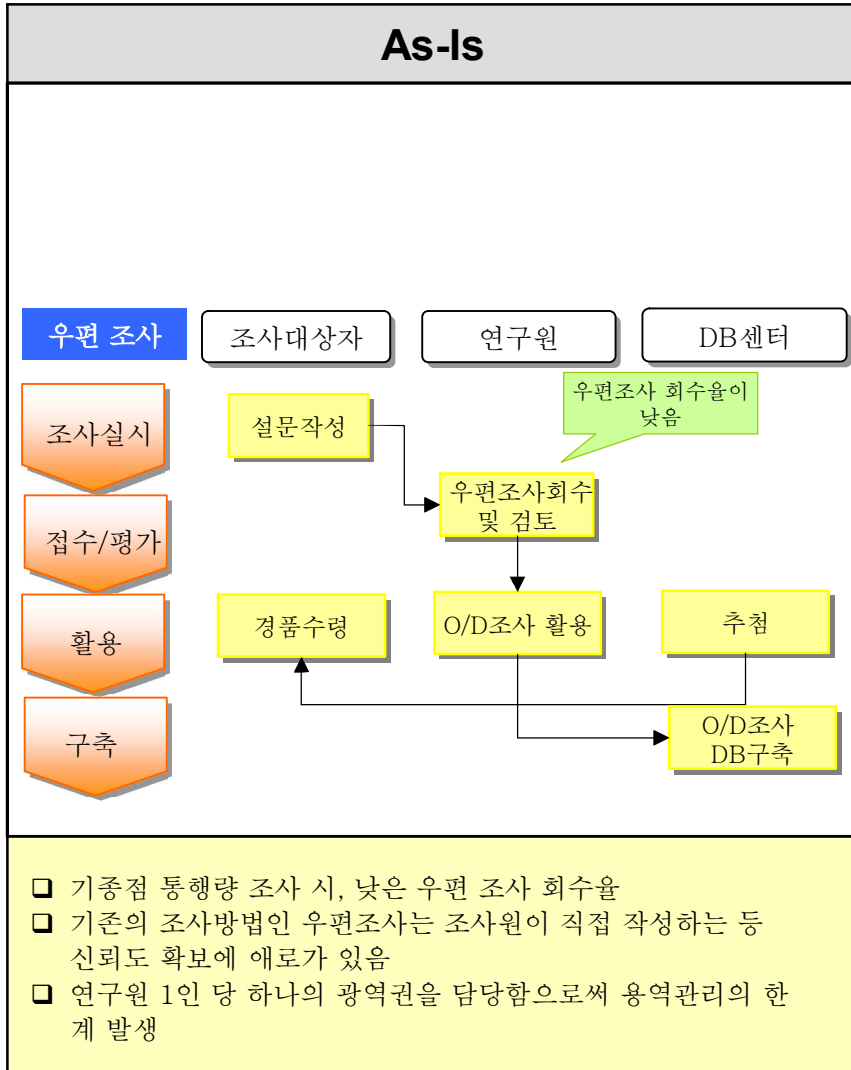 As-Is
우편 조사
조사대상자
연구원
DB센터
우편조사 회수율이
낮음
조사실시
설문작성
우편조사회수
및 검토
접수/평가
경품수령
O/D조사 활용
추첨
활용
구축
O/D조사
DB구축
❑ 기종점 통행량 조사 시, 낮은 우편 조사 회수율
❑ 기존의 조사방법인 우편조사는 조사원이 직접 작성하는 등
신뢰도 확보에 애로가 있음
❑ 연구원 1인 당 하나의 광역권을 담당함으로써 용역관리의 한
계 발생